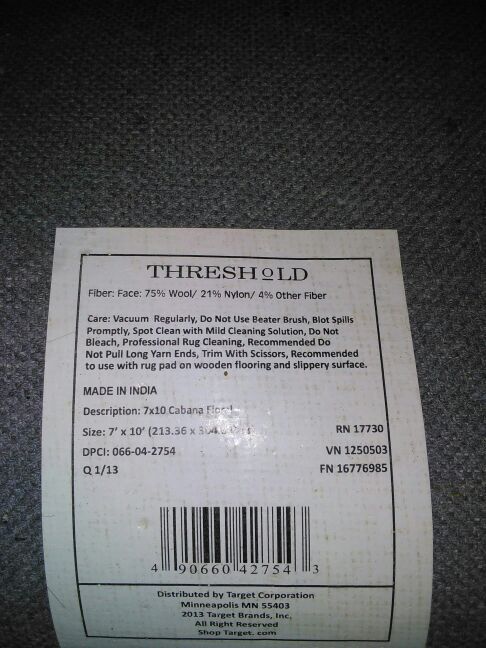 THRESHOLD
Fiber: Face: 75% Wool/ 21% Nylon/ 4% Other Fiber
Care: Vacuum Regularly, Do Not Use Beater Brush, Blot Spills
Promptly, Spot Clean with Mild Cleaning Solution, Do Not
Bleach, Professional Rug Cleaning, Recommended Do
Not Pull Long Yarn Ends, Trim With Scissors, Recommended
to use with rug pad on wooden flooring and slippery surface.
MADE IN INDIA
Description: 7x10 Cabana Floral
Size: 7' x 10' (213.36 x RN 17730
DPCI: 066-04-2754 VN 1250503
Q 1/13 FN 16776985
4 90660 42754 3
Distributed by Target Corporation
Minneapolis MN 55403
2013 Target Brands, Inc,
All Right Reserved
Shop Target. com